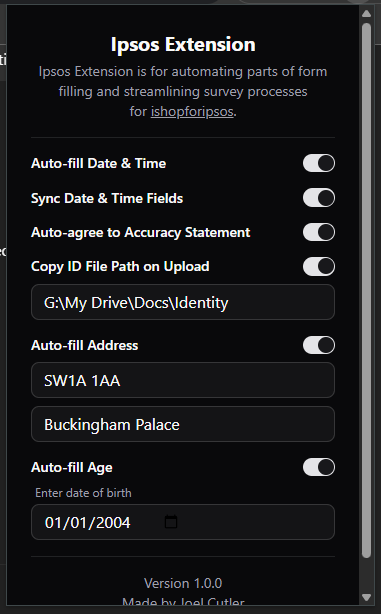 Ipsos Extension
Ipsos Extension is for automating parts of form
filling and streamlining survey processes
for ishopforipsos.
Auto-fill Date & Time
Sync Date & Time Fields
Auto-agree to Accuracy Statement
Copy ID File Path on Upload
G:\My Drive\Docs\Identity
Auto-fill Address
SW1A 1AA
Buckingham Palace
Auto-fill Age
Enter date of birth
01/01/2004
Version 1.0.0
Made by Joel Cutler